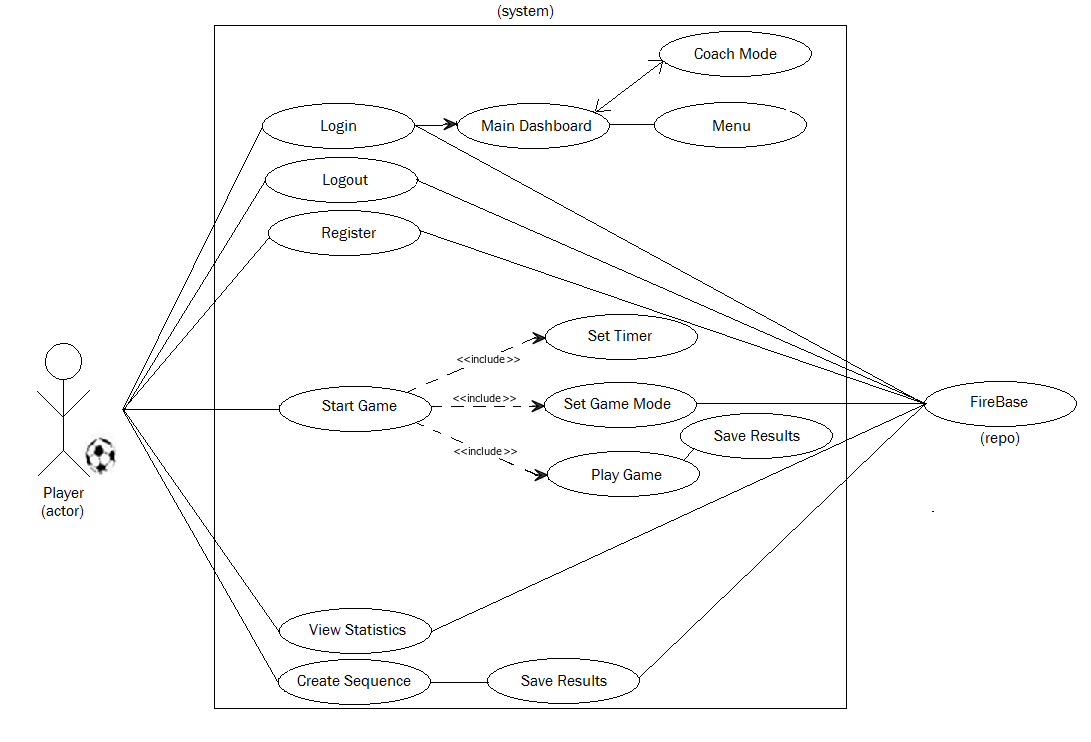 (system)
Coach Mode
Login
Main Dashboard
Menu
Logout
Register
Set Timer
<<include>>
<<include>>
Start Game
Set Game Mode
FireBase
(repo)
Save Results
<<include>>
Play Game
Player
(actor)
View Statistics
Create Sequence
Save Results